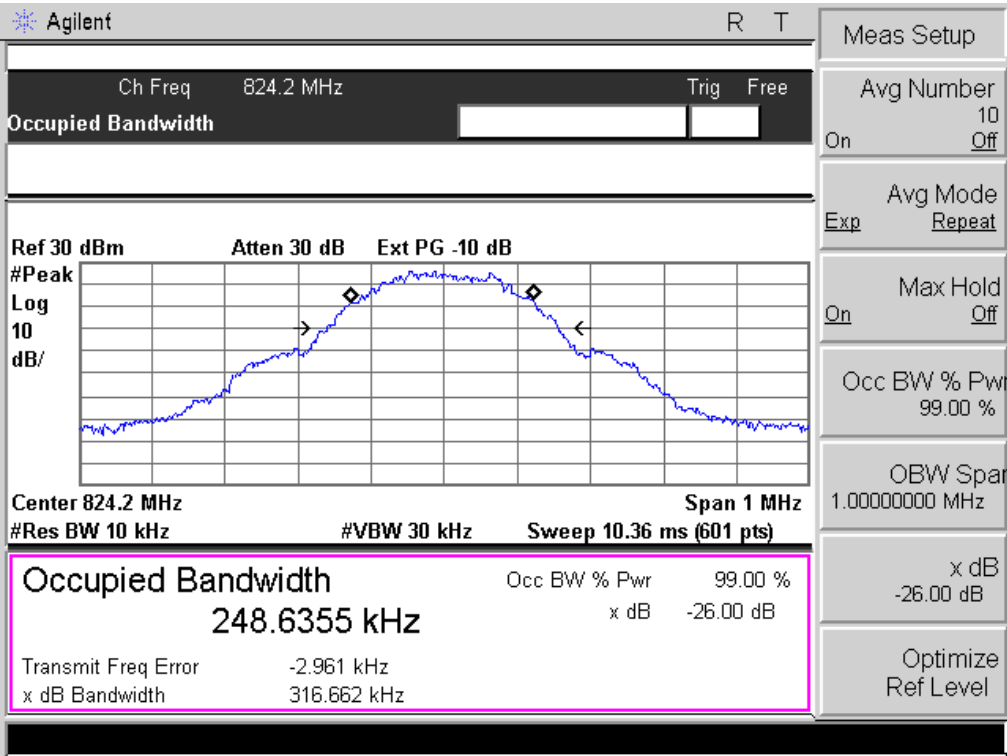 Agilent
R T
Meas Setup
Ch Freq 824.2 MHz Trig Free
Occupied Bandwidth
Avg Number
10
On Off
Avg Mode
Exp Repeat
Ref 30 dBm Atten 30 dB Ext PG -10 dB
#Peak
Log
10
dB/
Max Hold
On Off
Occ BW % Pwr
99.00 %
Center 824.2 MHz Span 1 MHz
#Res BW 10 kHz #VBW 30 kHz Sweep 10.36 ms (601 pts)
OBW Span
1.00000000 MHz
Occupied Bandwidth
248.6355 kHz
Occ BW % Pwr 99.00 %
x dB -26.00 dB
Transmit Freq Error -2.961 kHz
x dB Bandwidth 316.662 kHz
x dB
-26.00 dB
Optimize
Ref Level